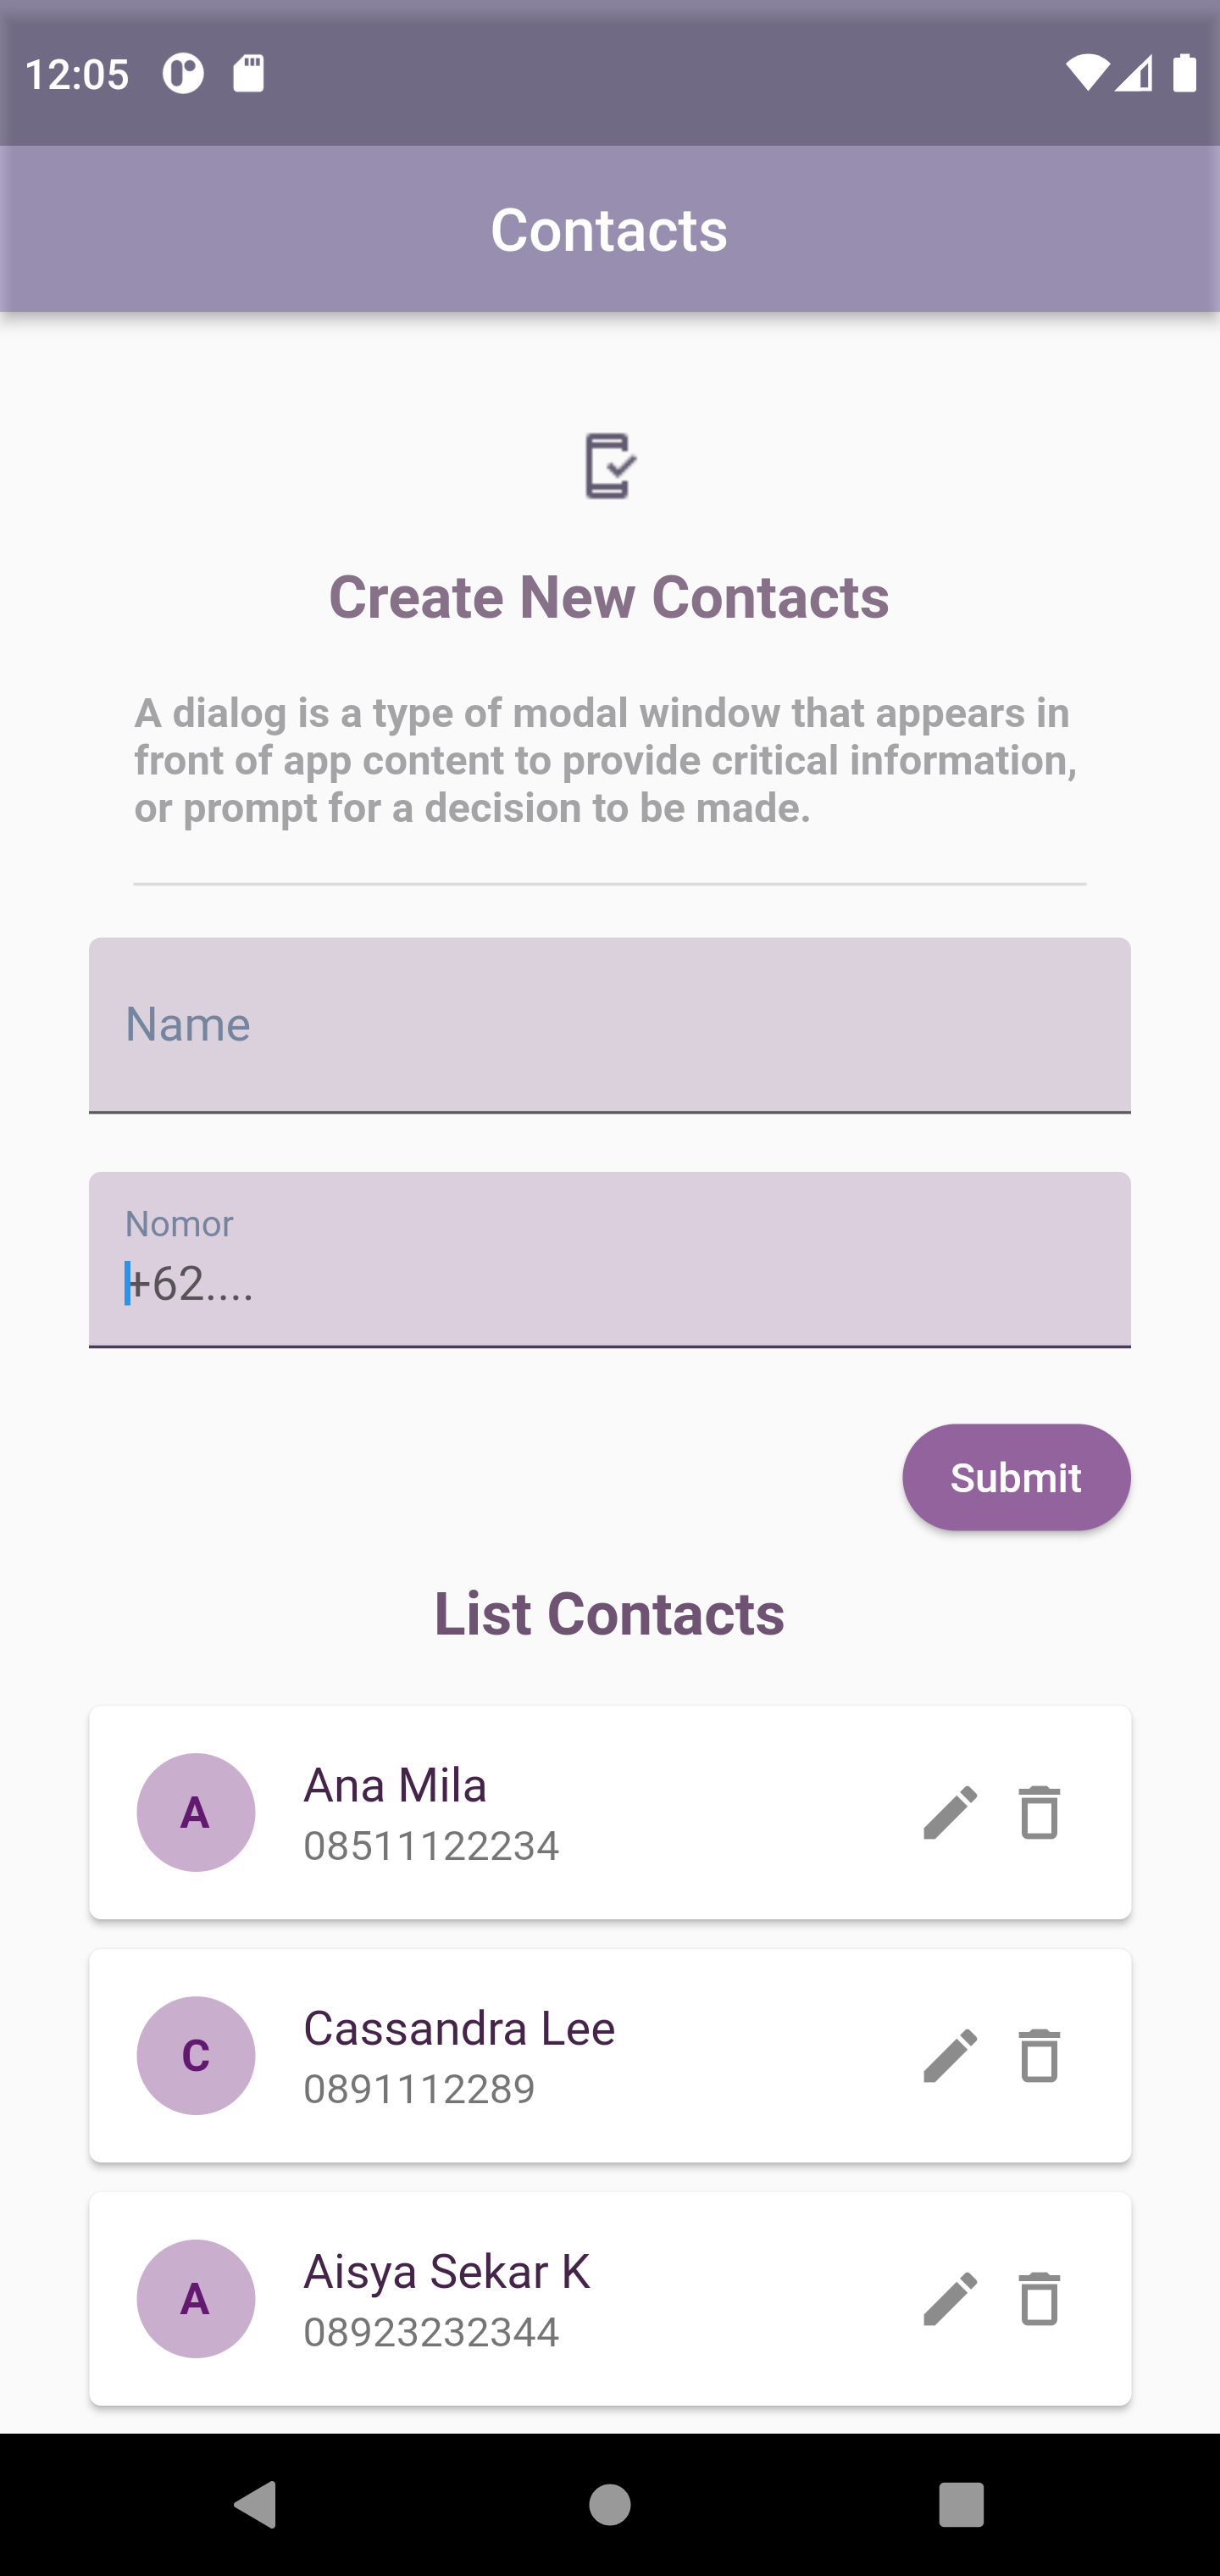 12:05
Contacts
Create New Contacts
A dialog is a type of modal window that appears in
front of app content to provide critical information,
or prompt for a decision to be made.
Name
Nomor
+62....
Submit
List Contacts
A
Ana Mila
08511122234
C
Cassandra Lee
0891112289
A
Aisya Sekar K
08923232344